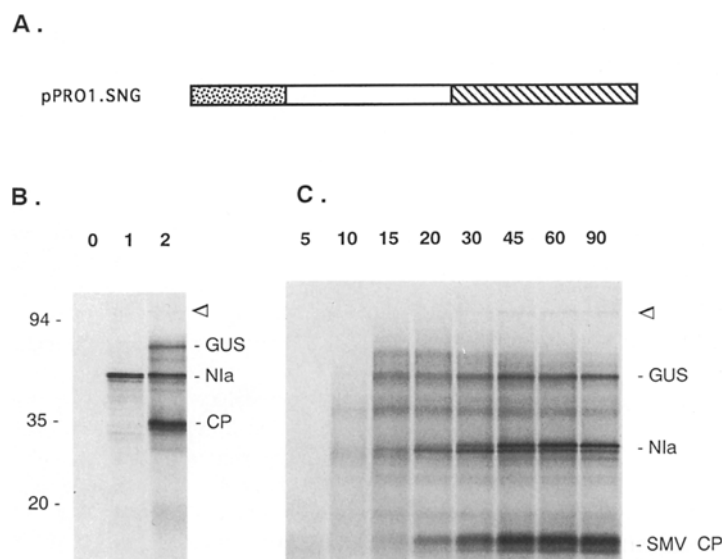 A .
pPRO1.SNG
B .
C .
0 1 2
5 10 15 20 30 45 60 90
94 -
- GUS
- NIa
35 -
- CP
20 -
- GUS
- NIa
- SMV CP